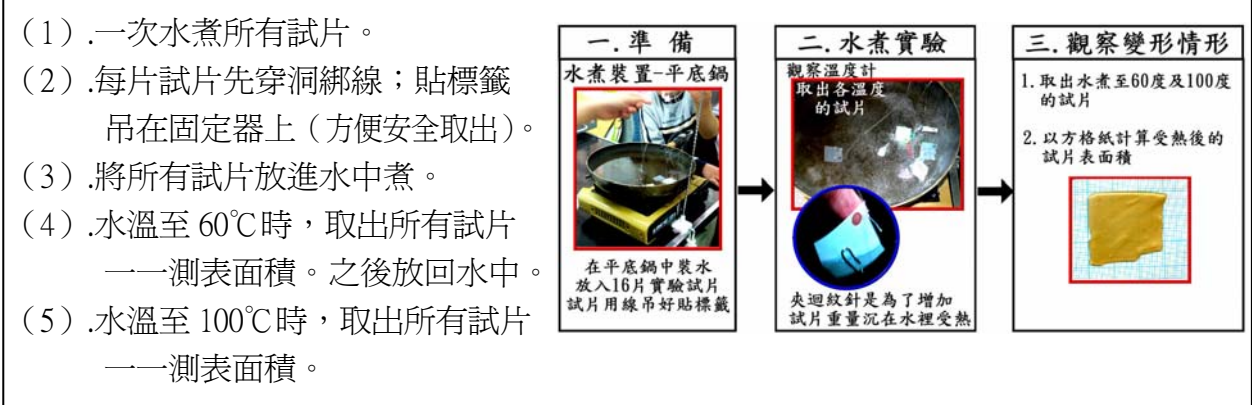 （1）.一次水煮所有試片。
（2）.每片試片先穿洞綁線；貼標籤
吊在固定器上（方便安全取出）。
（3）.將所有試片放進水中煮。
（4）.水溫至 60℃時，取出所有試片
一一測表面積。之後放回水中。
（5）.水溫至 100℃時，取出所有試片
一一測表面積。
一.準 備
水煮裝置-平底鍋
在平底鍋中裝水
放入16片實驗試片
試片用線吊好貼標籤
二.水煮實驗
觀察溫度計
取出各溫度
的試片
夾迴紋針是為了增加
試片重量沉在水裡受熱
三.觀察變形情形
1.取出水煮至60度及100度
的試片
2.以方格紙計算受熱後的
試片表面積